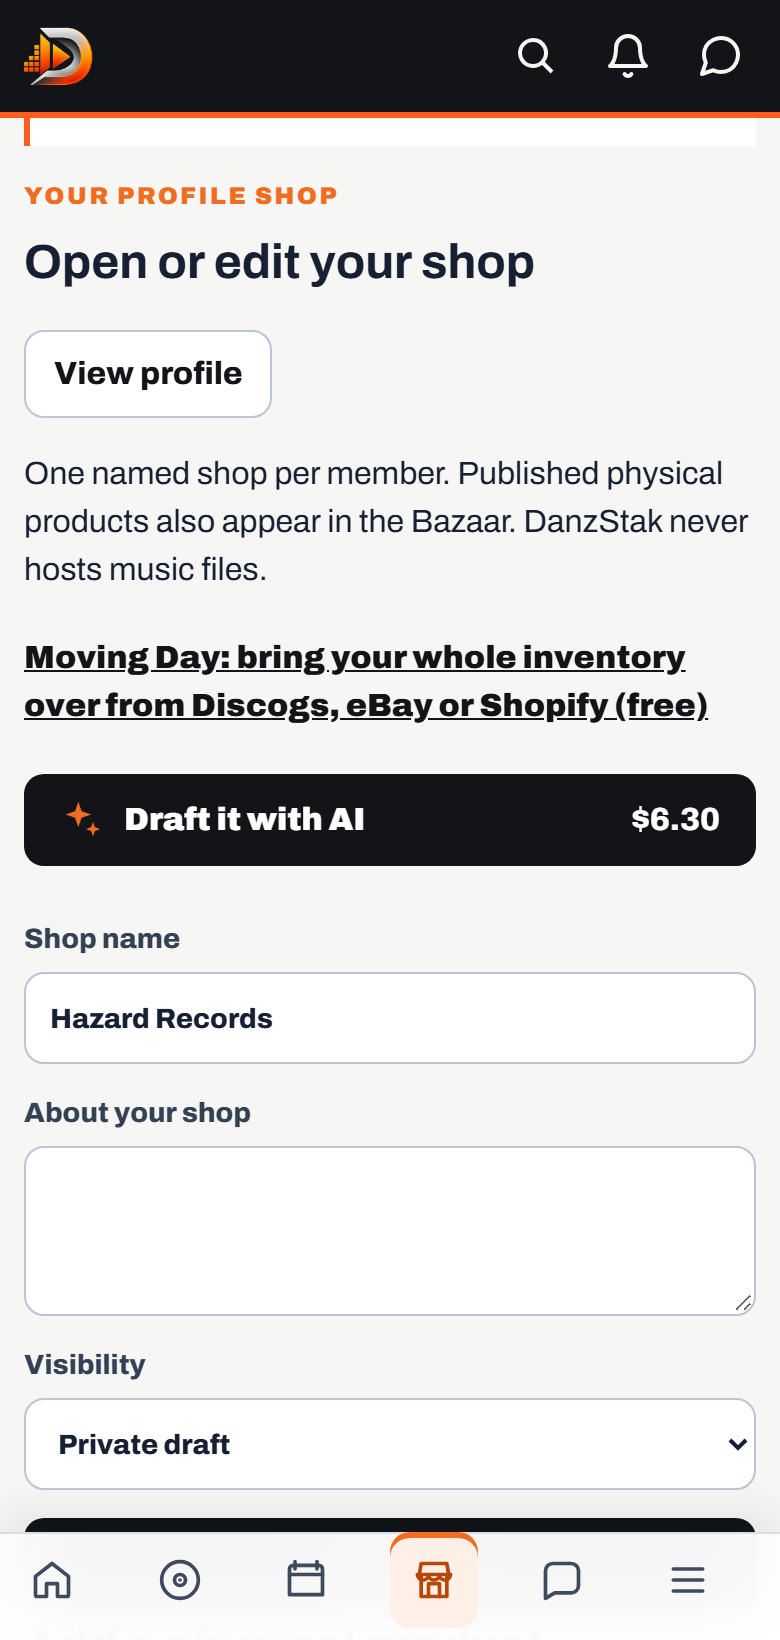 YOUR PROFILE SHOP
Open or edit your shop
View profile
One named shop per member. Published physical
products also appear in the Bazaar. DanzStak never
hosts music files.
Moving Day: bring your whole inventory
over from Discogs, eBay or Shopify (free)
Draft it with AI $6.30
Shop name
Hazard Records
About your shop
Visibility
Private draft